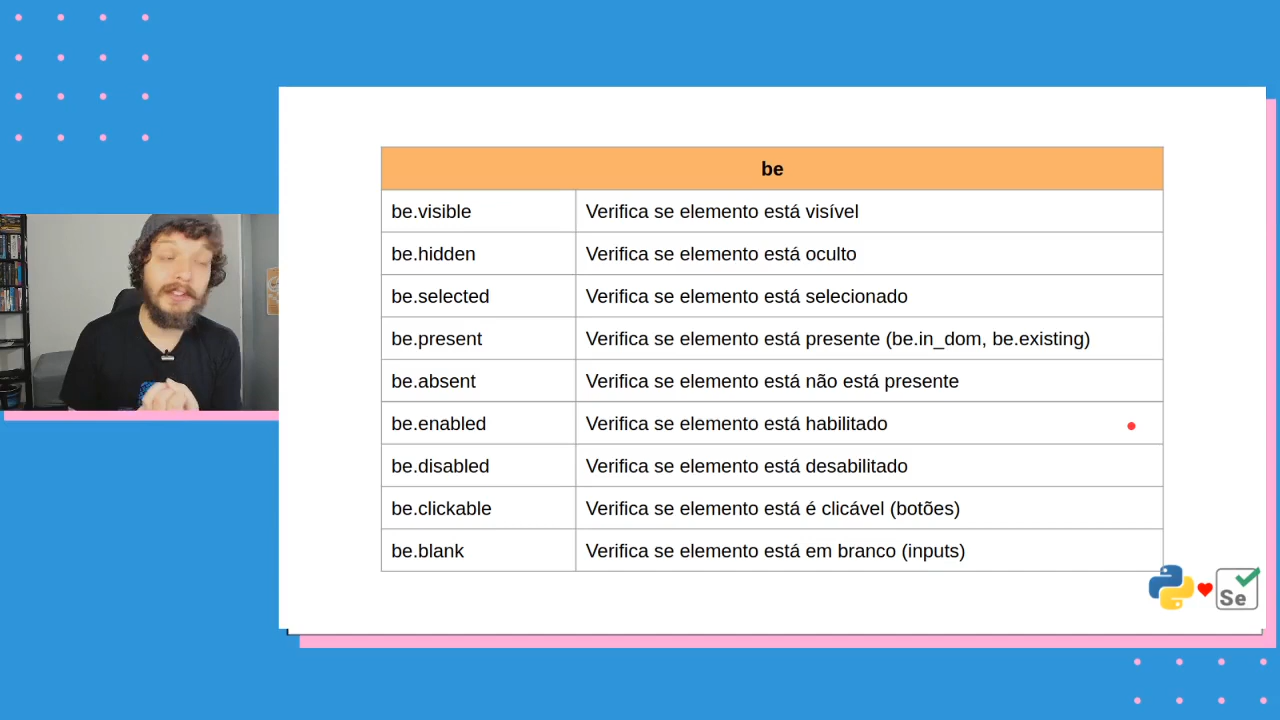 be
be.visible Verifica se elemento está visível
be.hidden Verifica se elemento está oculto
be.selected Verifica se elemento está selecionado
be.present Verifica se elemento está presente (be.in_dom, be.existing)
be.absent Verifica se elemento está não está presente
be.enabled Verifica se elemento está habilitado
be.disabled Verifica se elemento está desabilitado
be.clickable Verifica se elemento está é clicável (botões)
be.blank Verifica se elemento está em branco (inputs)
Se